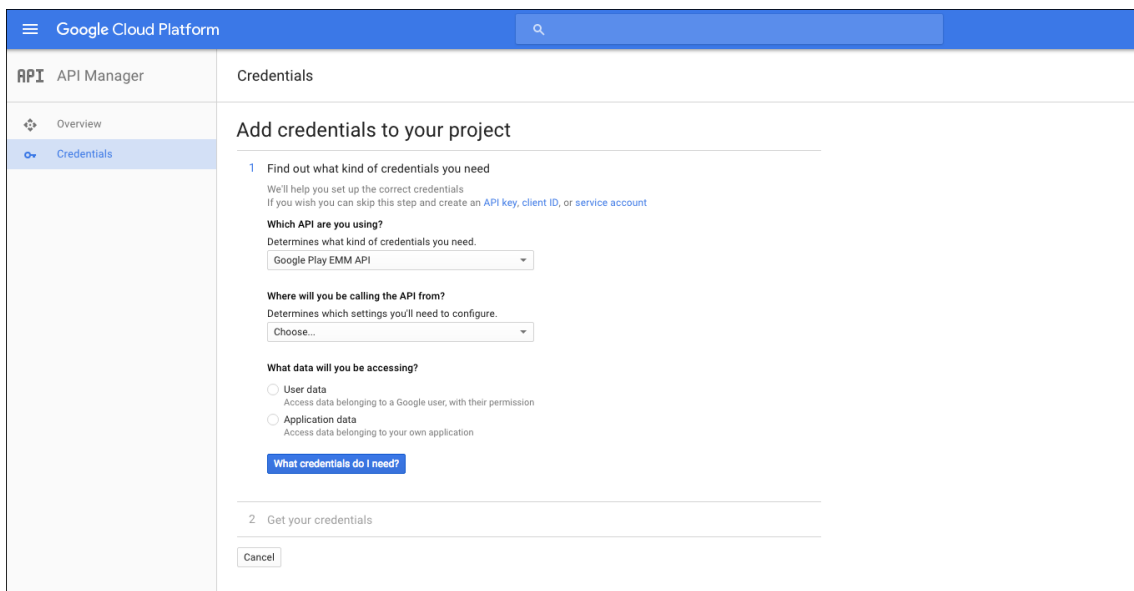 Google Cloud Platform
API API Manager
Credentials
Overview
Credentials
Add credentials to your project
1 Find out what kind of credentials you need
We'll help you set up the correct credentials
If you wish you can skip this step and create an API key, client ID, or service account
Which API are you using?
Determines what kind of credentials you need.
Google Play EMM API
Where will you be calling the API from?
Determines which settings you'll need to configure.
Choose...
What data will you be accessing?
User data
Access data belonging to a Google user, with their permission
Application data
Access data belonging to your own application
What credentials do I need?
2 Get your credentials
Cancel